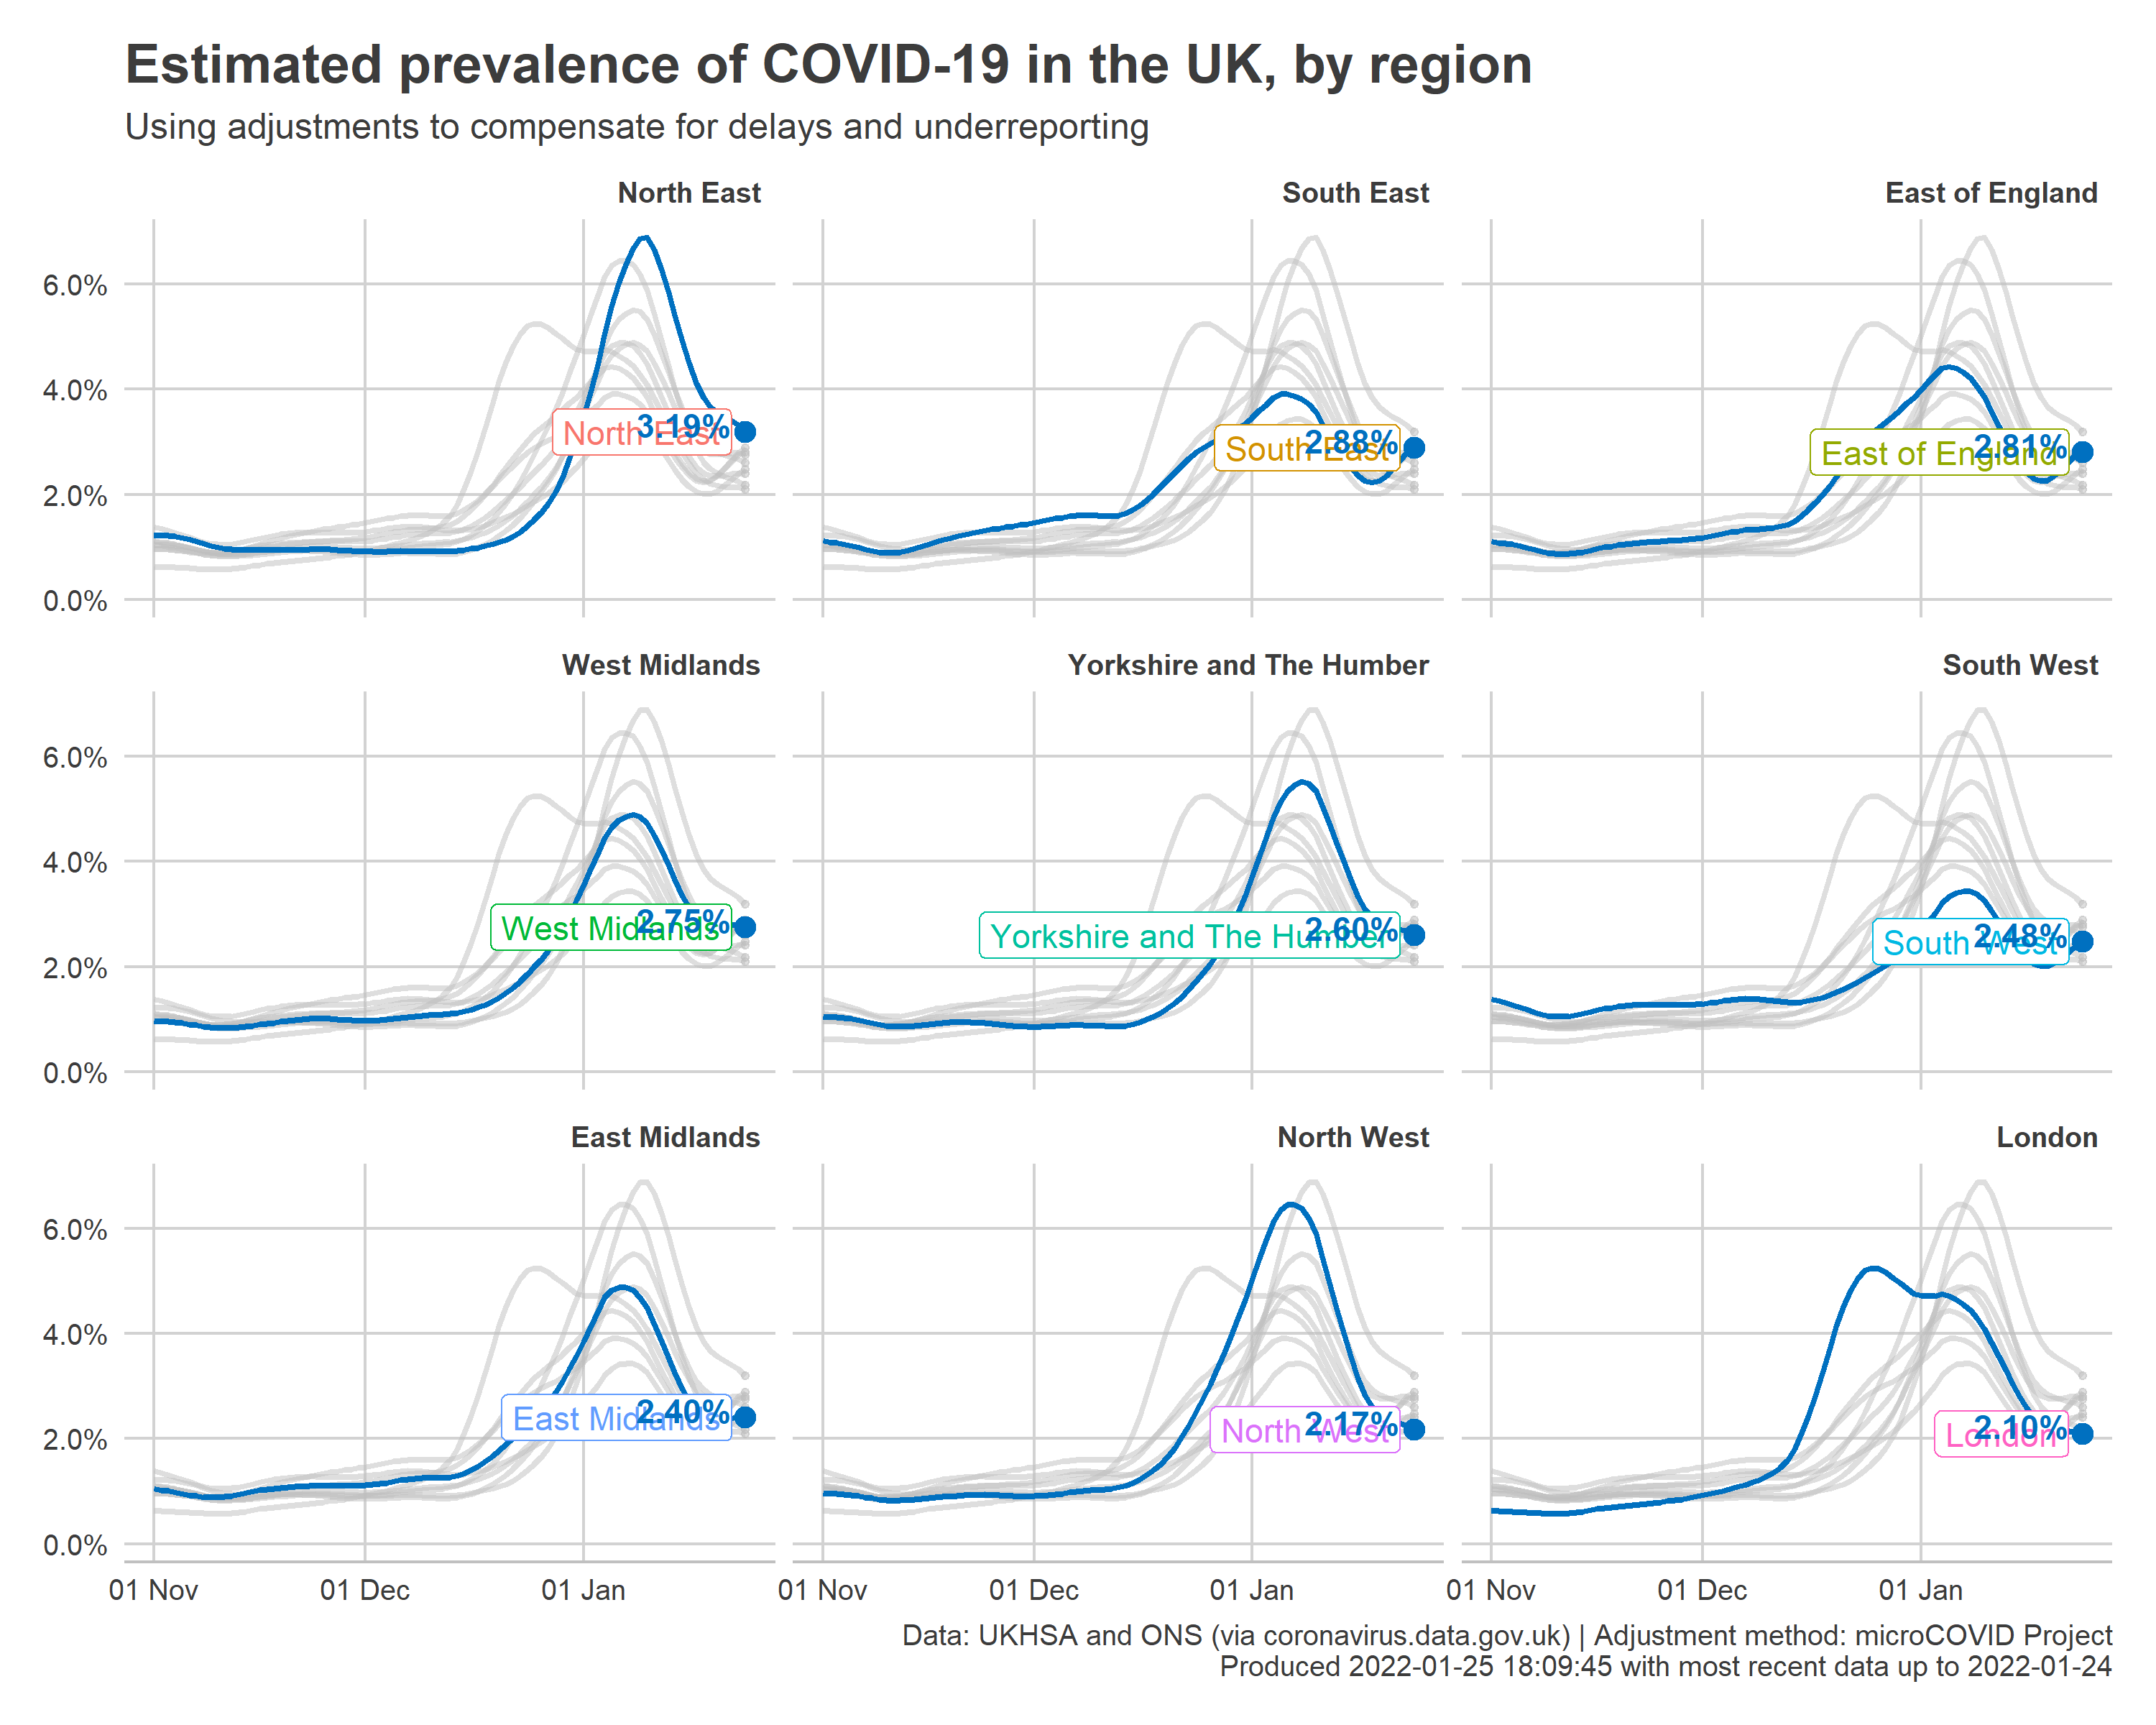 Estimated prevalence of COVID-19 in the UK, by region
Using adjustments to compensate for delays and underreporting
North East
South East
East of England
6.0%
4.0%
2.0%
0.0%
North East
3.19%
South East
2.88%
East of England
2.81%
West Midlands
Yorkshire and The Humber
South West
6.0%
4.0%
2.0%
0.0%
West Midlands
2.75%
Yorkshire and The Humber
2.60%
South West
2.48%
East Midlands
North West
London
6.0%
4.0%
2.0%
0.0%
East Midlands
2.40%
North West
2.17%
London
2.10%
01 Nov 01 Dec 01 Jan 01 Nov 01 Dec 01 Jan 01 Nov 01 Dec 01 Jan
Data: UKHSA and ONS (via coronavirus.data.gov.uk) | Adjustment method: microCOVID Project
Produced 2022-01-25 18:09:45 with most recent data up to 2022-01-24